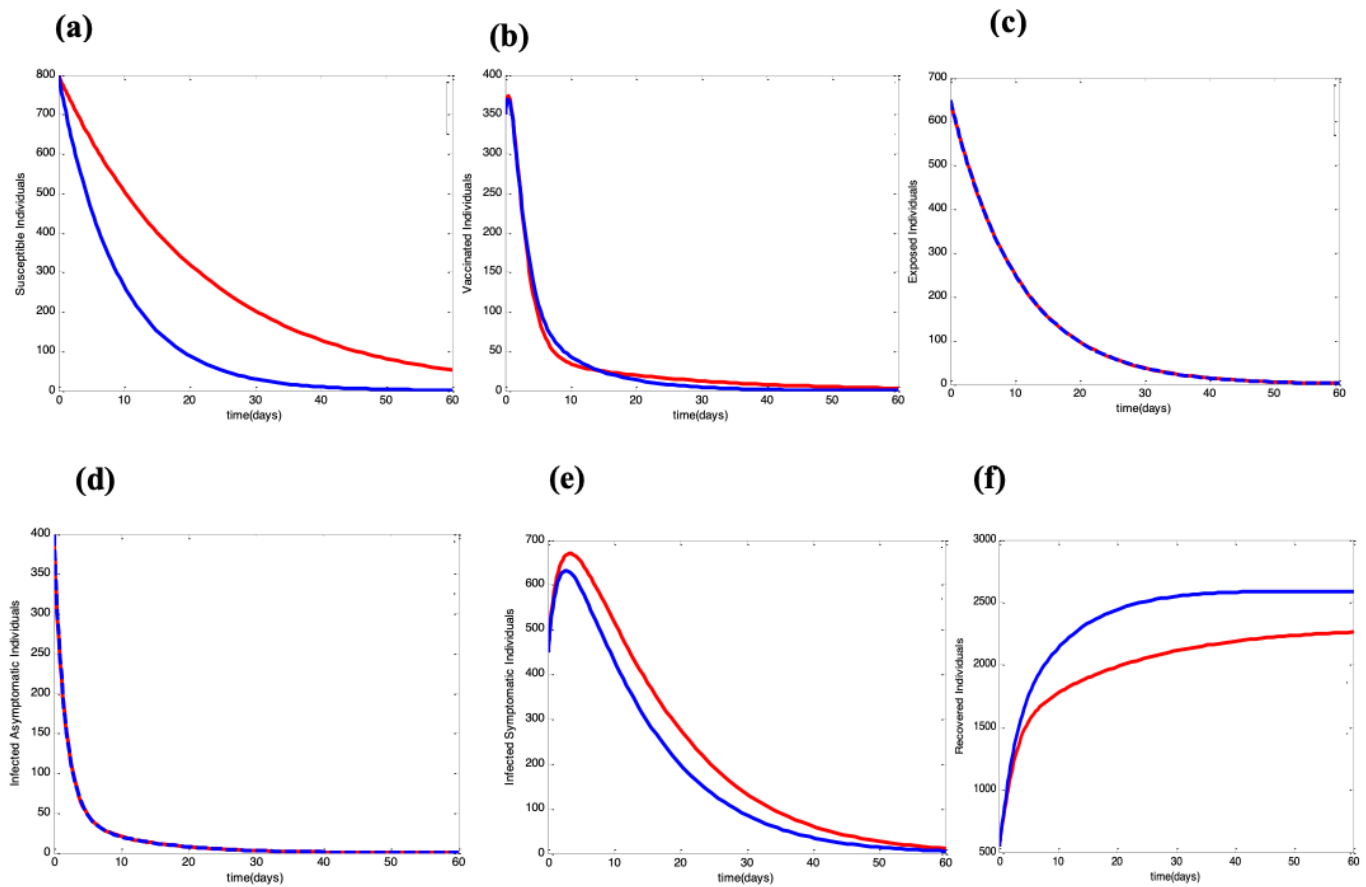 (a)
(b)
(c)
800
700
600
500
400
300
200
100
0
Susceptible Individuals
0 10 20 30 40 50 60
time(days)
400
350
300
250
200
150
100
50
0
Vaccinated Individuals
0 10 20 30 40 50 60
time(days)
700
600
500
400
300
200
100
0
Exposed Individuals
0 10 20 30 40 50 60
time(days)
(d)
(e)
(f)
400
350
300
250
200
150
100
50
0
Infected Asymptomatic Individuals
0 10 20 30 40 50 60
time(days)
700
600
500
400
300
200
100
0
Infected Symptomatic Individuals
0 10 20 30 40 50 60
time(days)
3000
2500
2000
1500
1000
500
Recovered Individuals
0 10 20 30 40 50 60
time(days)